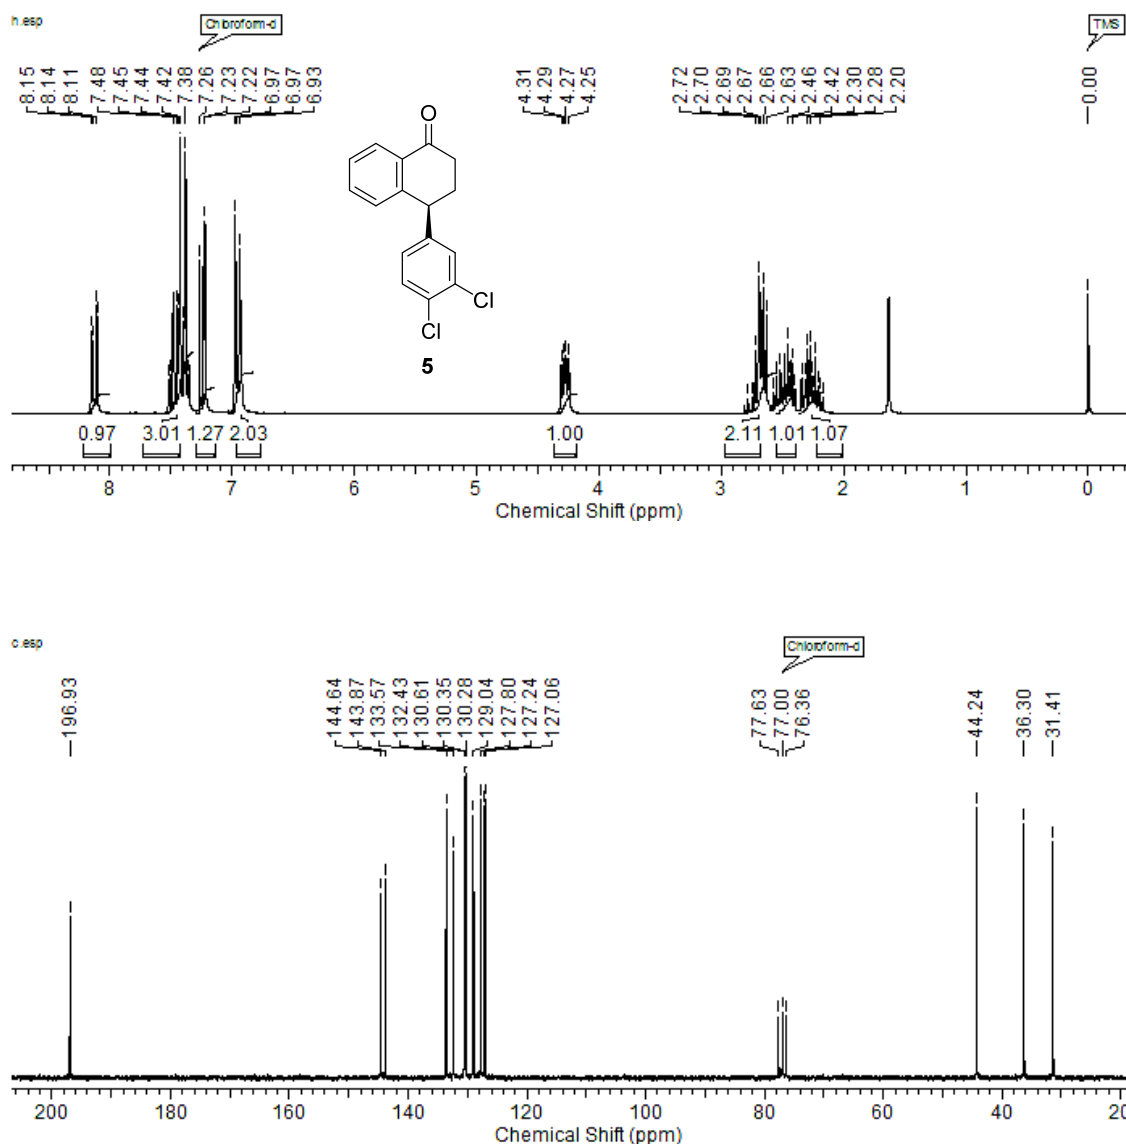 h.esp
Chloroform-d
TMS
8.15 8.14 8.11 7.48 7.45 7.44 7.42 7.38 7.26 7.23 7.22 6.97 6.97 6.93 4.31 4.29 4.27 4.25 2.72 2.70 2.69 2.67 2.66 2.63 2.46 2.42 2.30 2.28 2.20 0.00
O
Cl
Cl
5
0.97 3.01 1.27 2.03 1.00 2.11 1.01 1.07
8 7 6 5 4 3 2 1 0
Chemical Shift (ppm)
c.esp
Chloroform-d
196.93 144.64 143.87 133.57 132.43 130.61 130.35 130.28 129.04 127.80 127.24 127.06 77.63 77.00 76.36 44.24 36.30 31.41
200 180 160 140 120 100 80 60 40 20
Chemical Shift (ppm)